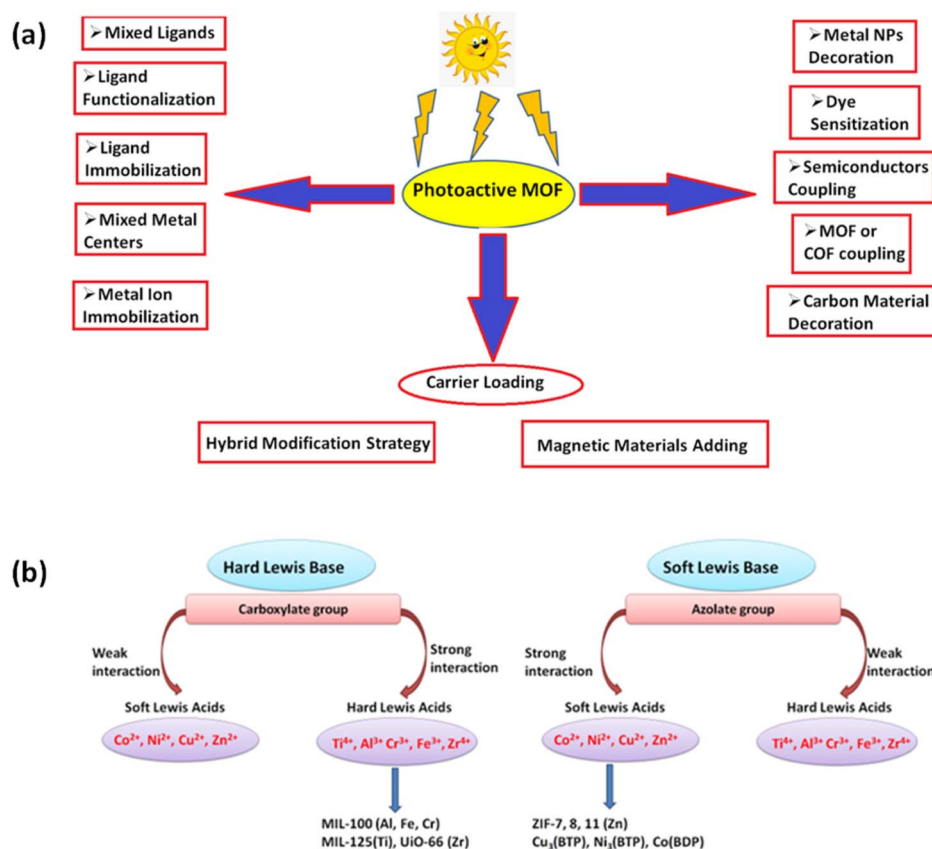 (a)
➢Mixed Ligands
➢Ligand
Functionalization
➢Ligand
Immobilization
➢Mixed Metal
Centers
➢Metal Ion
Immobilization
Photoactive MOF
➢Metal NPs
Decoration
➢Dye
Sensitization
➢Semiconductors
Coupling
➢MOF or
COF coupling
➢Carbon Material
Decoration
Carrier Loading
Hybrid Modification Strategy
Magnetic Materials Adding
(b)
Hard Lewis Base
Carboxylate group
Weak
interaction
Strong
interaction
Soft Lewis Acids
Hard Lewis Acids
Co²⁺, Ni²⁺, Cu²⁺, Zn²⁺
Ti⁴⁺, Al³⁺ Cr³⁺, Fe³⁺, Zr⁴⁺
MIL-100 (Al, Fe, Cr)
MIL-125(Ti), UiO-66 (Zr)
Soft Lewis Base
Azolate group
Strong
interaction
Weak
interaction
Soft Lewis Acids
Hard Lewis Acids
Co²⁺, Ni²⁺, Cu²⁺, Zn²⁺
Ti⁴⁺, Al³⁺ Cr³⁺, Fe³⁺, Zr⁴⁺
ZIF-7, 8, 11 (Zn)
Cu₃(BTP), Ni₃(BTP), Co(BDP)